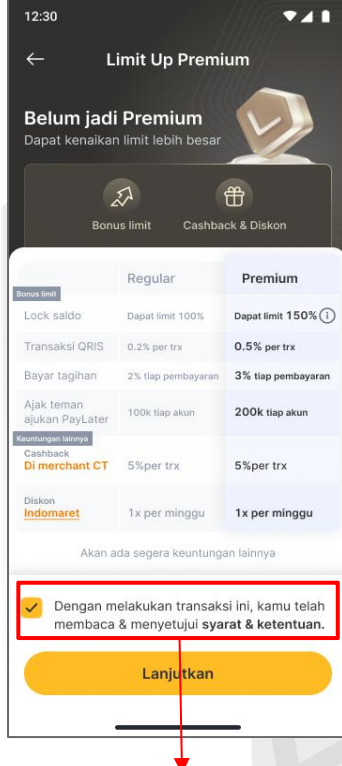 12:30
Limit Up Premium
Belum jadi Premium
Dapat kenaikan limit lebih besar
Bonus limit Cashback & Diskon
Regular Premium
Bonus limit
Lock saldo Dapat limit 100% Dapat limit 150%
Transaksi QRIS 0.2% per trx 0.5% per trx
Bayar tagihan 2% tiap pembayaran 3% tiap pembayaran
Ajak teman
ajukan PayLater 100k tiap akun 200k tiap akun
Keuntungan lainnya
Cashback
Di merchant CT 5%per trx 5%per trx
Diskon
Indomaret 1x per minggu 1x per minggu
Akan ada segera keuntungan lainnya
Dengan melakukan transaksi ini, kamu telah
membaca & menyetujui syarat & ketentuan.
Lanjutkan